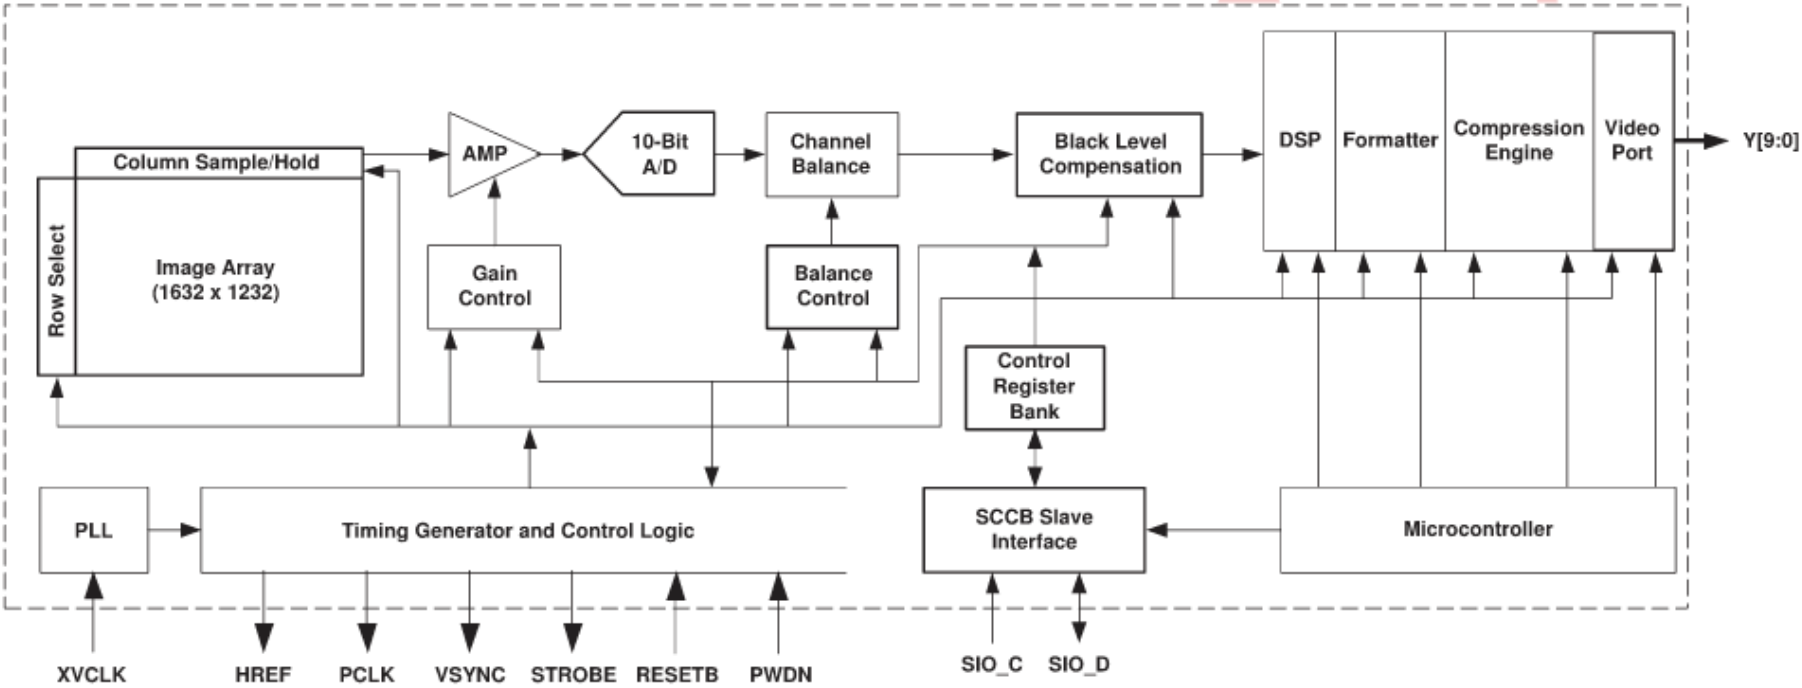 Column Sample/Hold
Row Select
Image Array
(1632 x 1232)
AMP
10-Bit
A/D
Channel
Balance
Black Level
Compensation
DSP
Formatter
Compression
Engine
Video
Port
Y[9:0]
Gain
Control
Balance
Control
Control
Register
Bank
PLL
Timing Generator and Control Logic
SCCB Slave
Interface
Microcontroller
XVCLK
HREF
PCLK
VSYNC
STROBE
RESETB
PWDN
SIO_C
SIO_D